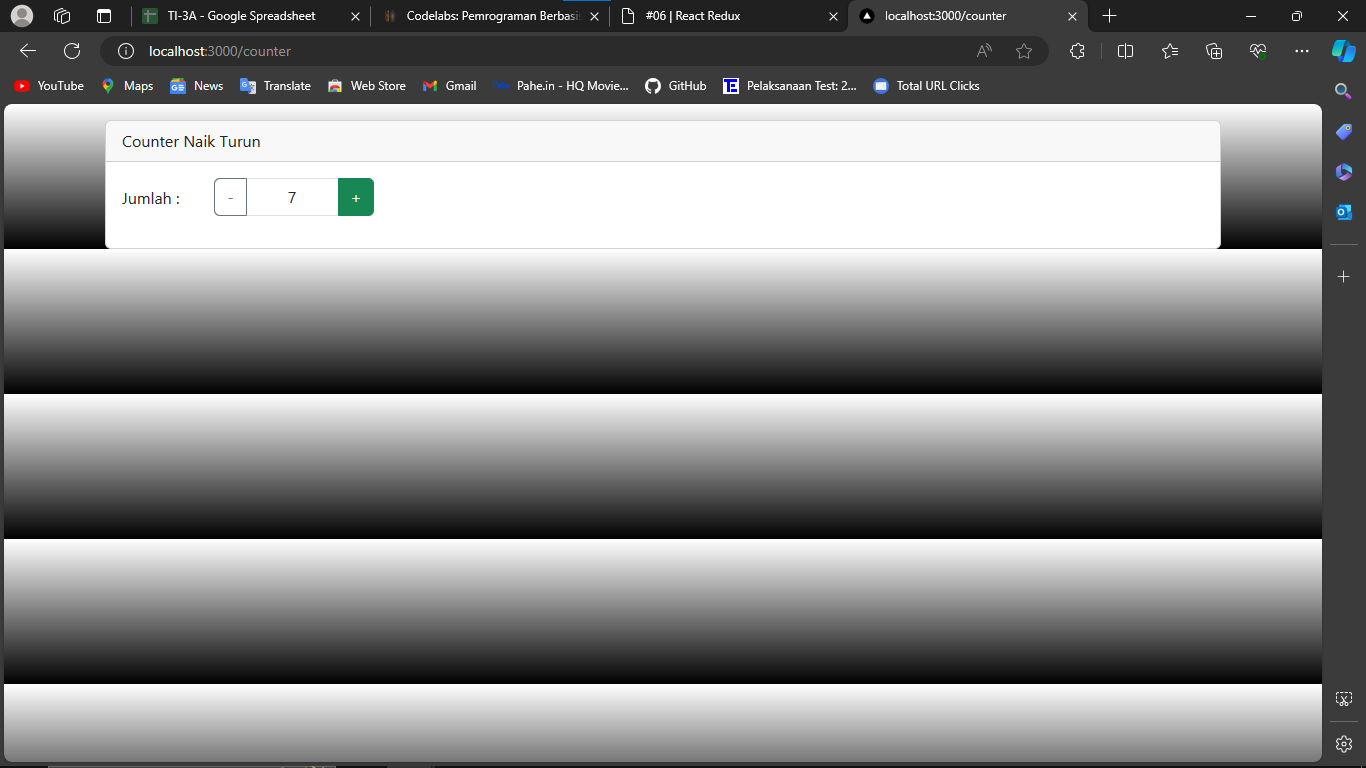 TI-3A - Google Spreadsheet
Codelabs: Pemrograman Berbasis
#06 | React Redux
localhost:3000/counter
localhost:3000/counter
YouTube
Maps
News
Translate
Web Store
Gmail
Pahe.in - HQ Movie...
GitHub
Pelaksanaan Test: 2...
Total URL Clicks
Counter Naik Turun
Jumlah : - 7 +